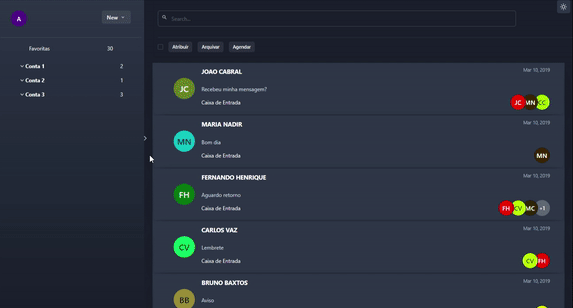 A
New
Search...
Favoritas 30
Conta 1 2
Conta 2 1
Conta 3 3
Atribuir Arquivar Agendar
JOAO CABRAL Mar 10, 2019
JC
Recebeu minha mensagem?
Caixa de Entrada
JC MN CC
MARIA NADIR Mar 10, 2019
MN
Bom dia
Caixa de Entrada
MN
FERNANDO HENRIQUE Mar 10, 2019
FH
Aguardo retorno
Caixa de Entrada
FH CV MC +1
CARLOS VAZ Mar 10, 2019
CV
Lembrete
Caixa de Entrada
CV FH
BRUNO BAXTOS Mar 10, 2019
BB
Aviso